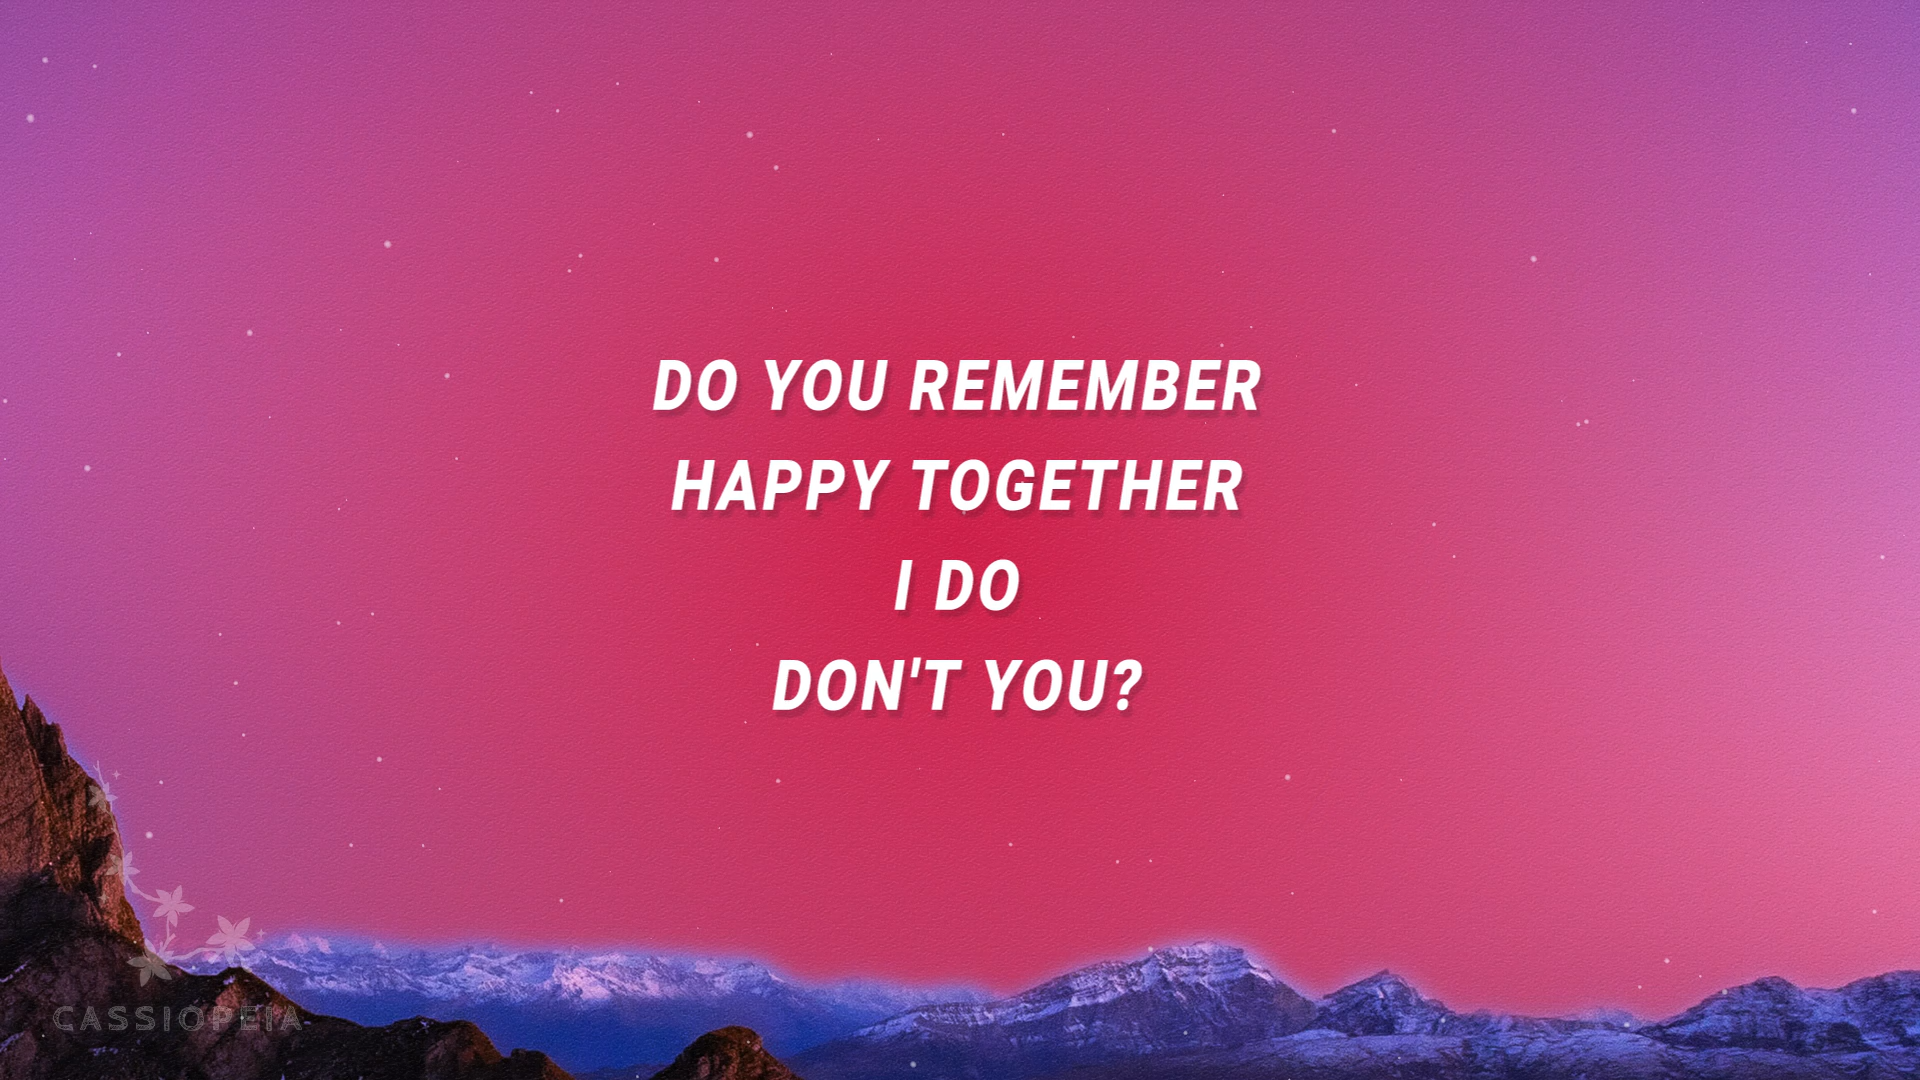 DO YOU REMEMBER
HAPPY TOGETHER
I DO
DON'T YOU?
CASSIOPEIA